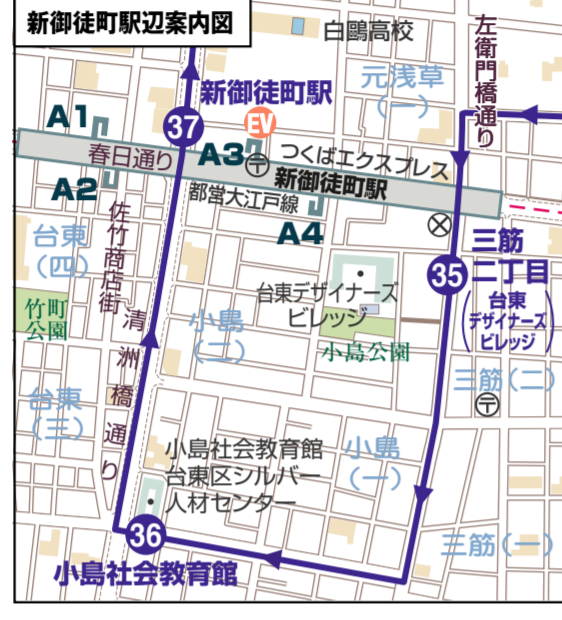 新御徒町駅辺案内図
白鷗高校
左衛門橋通り
元浅草
(一)
新御徒町駅
EV
A1
37
A3
〒
つくばエクスプレス
春日通り
新御徒町駅
A2
都営大江戸線
A4
佐竹商店街
台東
(四)
三筋
二丁目
35
(台東
デザイナーズ
ビレッジ)
台東デザイナーズ
ビレッジ
竹町
公園
清洲橋通り
小島
(二)
小島公園
三筋(二)
〒
台東
(三)
小島社会教育館
台東区シルバー
人材センター
小島
(一)
36
三筋(一)
小島社会教育館